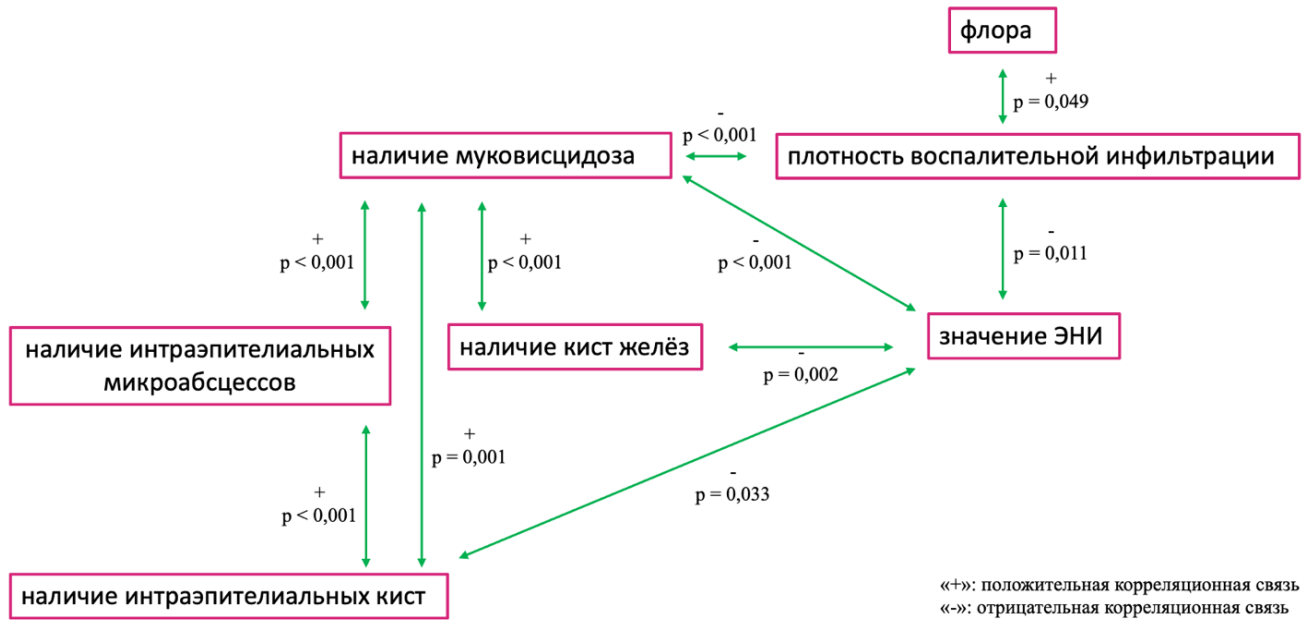 флора
+
p = 0,049
-
p < 0,001
наличие муковисцидоза
плотность воспалительной инфильтрации
+
p < 0,001
+
p < 0,001
-
p < 0,001
-
p = 0,011
наличие интраэпителиальных
микроабсцессов
наличие кист желёз
-
p = 0,002
значение ЭНИ
+
p = 0,001
-
p = 0,033
+
p < 0,001
наличие интраэпителиальных кист
«+»: положительная корреляционная связь
«-»: отрицательная корреляционная связь